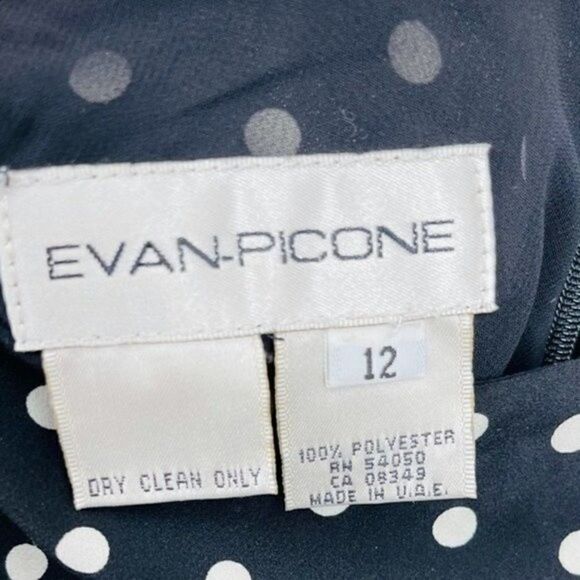 EVAN-PICONE
12
DRY CLEAN ONLY
100% POLYESTER
RN 54050
CA 08349
MADE IN U.A.E.